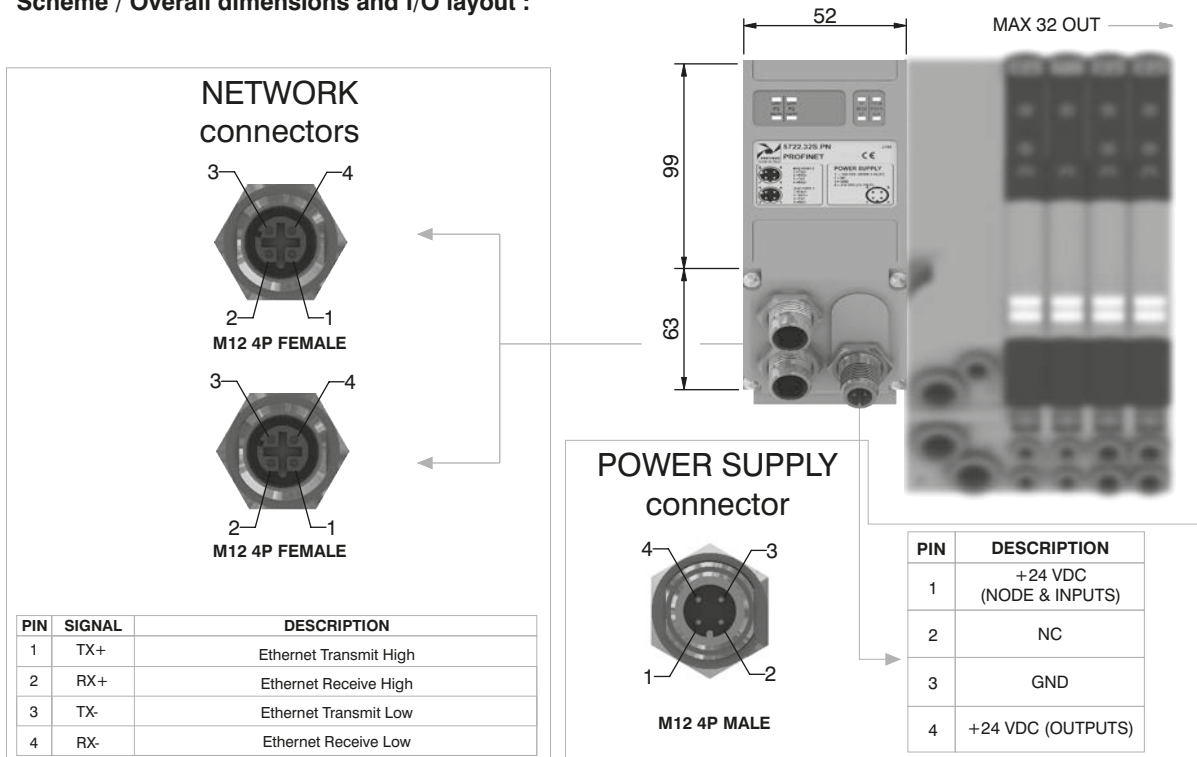 Scheme / Overall dimensions and I/O layout :
52
MAX 32 OUT
99
63
5722.32S.PN
PROFINET
POWER SUPPLY
NETWORK
connectors
3
4
2
1
M12 4P FEMALE
3
4
2
1
M12 4P FEMALE
PIN SIGNAL DESCRIPTION
1 TX+ Ethernet Transmit High
2 RX+ Ethernet Receive High
3 TX- Ethernet Transmit Low
4 RX- Ethernet Receive Low
POWER SUPPLY
connector
4
3
1
2
M12 4P MALE
PIN DESCRIPTION
1 +24 VDC
(NODE & INPUTS)
2 NC
3 GND
4 +24 VDC (OUTPUTS)